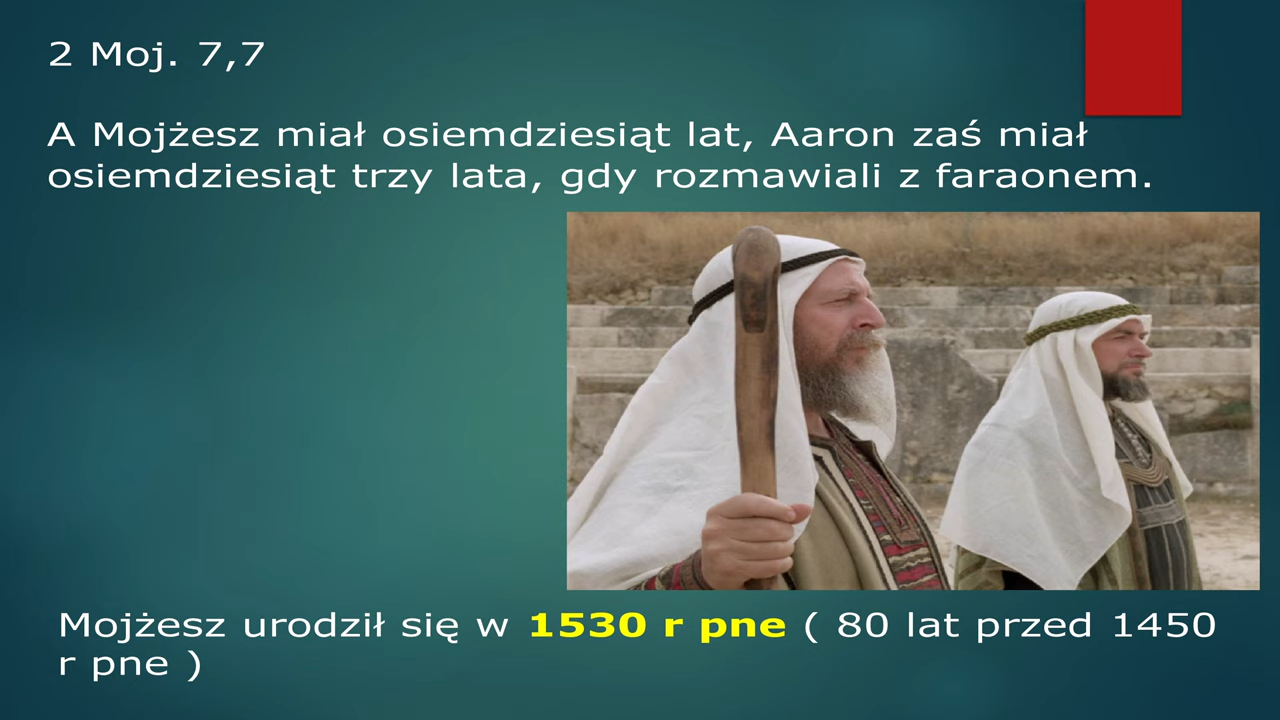 2 Moj. 7,7
A Mojżesz miał osiemdziesiąt lat, Aaron zaś miał
osiemdziesiąt trzy lata, gdy rozmawiali z faraonem.
Mojżesz urodził się w 1530 r pne ( 80 lat przed 1450
r pne )